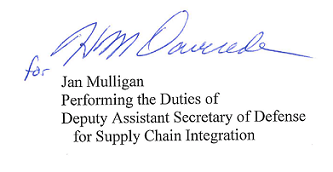 for
Jan Mulligan
Performing the Duties of
Deputy Assistant Secretary of Defense
for Supply Chain Integration